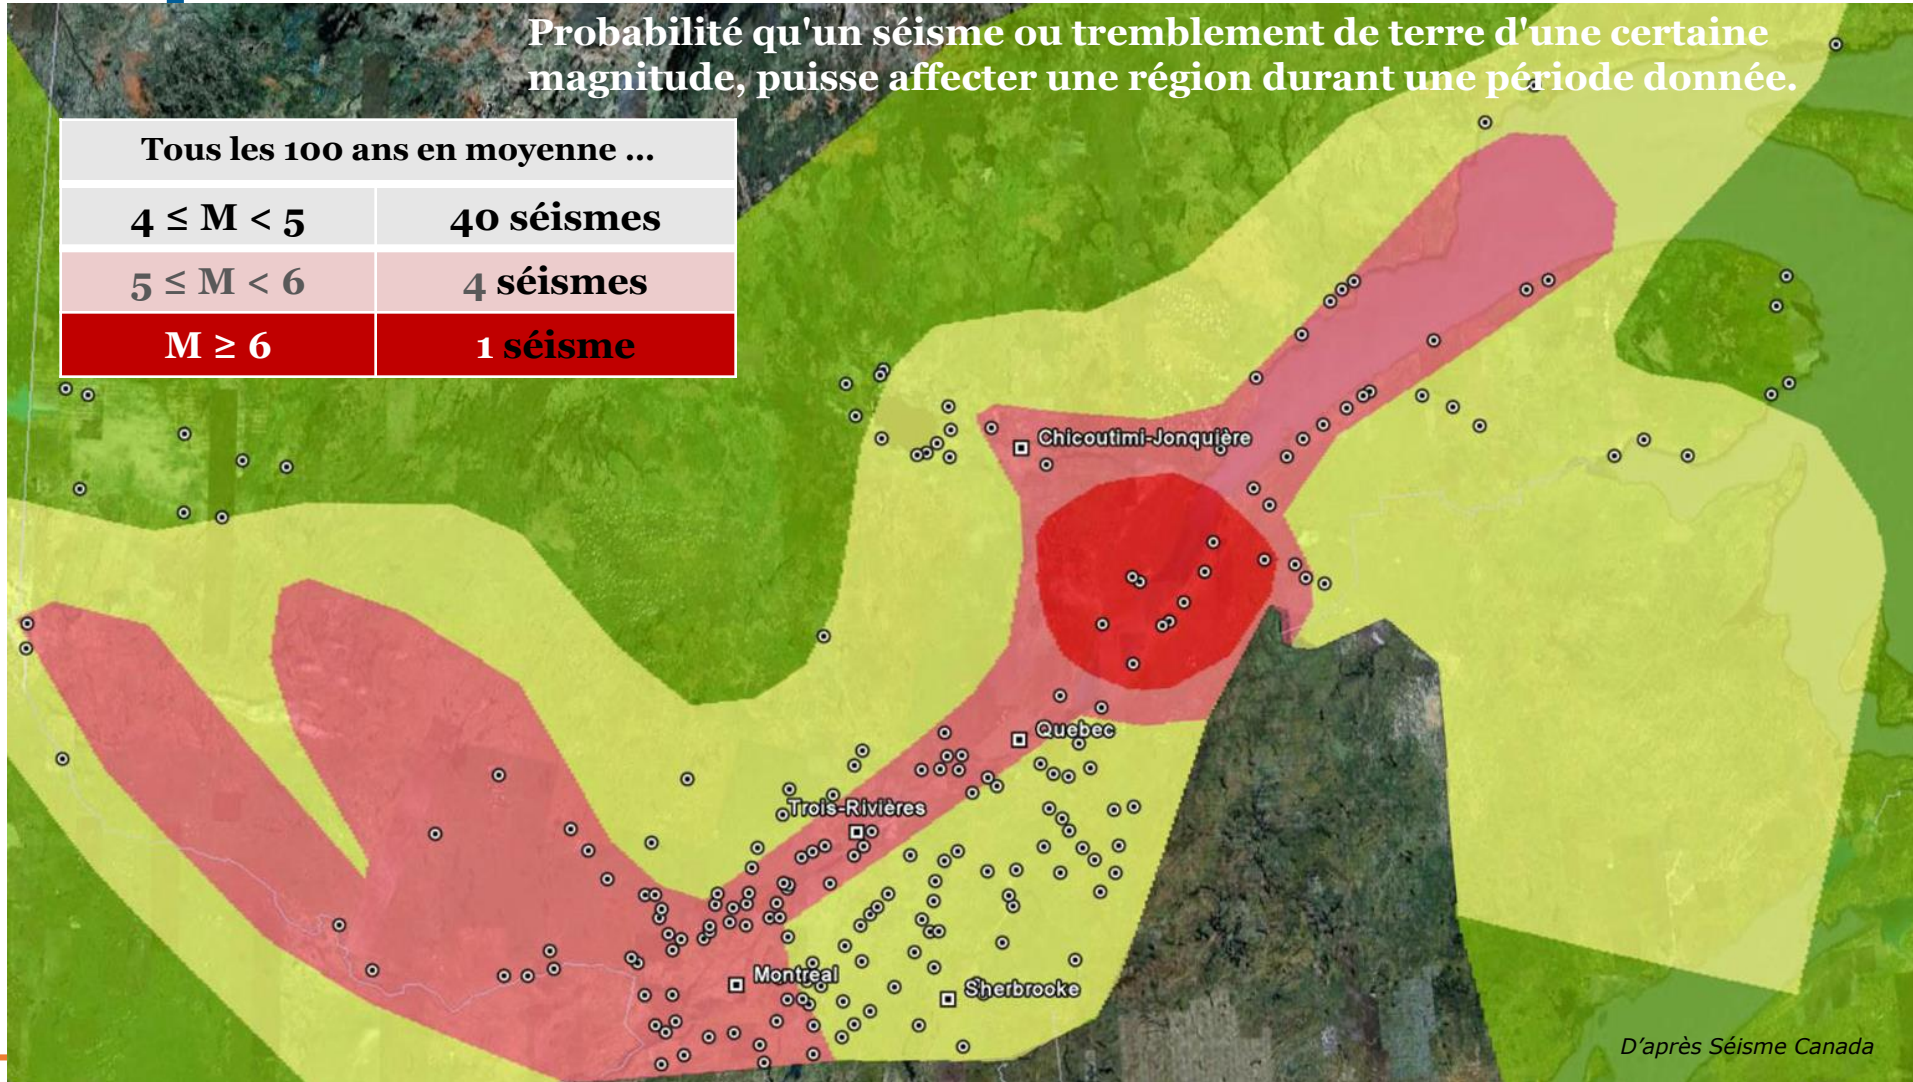 Probabilité qu'un séisme ou tremblement de terre d'une certaine
magnitude, puisse affecter une région durant une période donnée.
Tous les 100 ans en moyenne ...
4 ≤ M < 5 40 séismes
5 ≤ M < 6 4 séismes
M ≥ 6 1 séisme
Chicoutimi-Jonquière
Quebec
Trois-Rivières
Montreal
Sherbrooke
D'après Séisme Canada